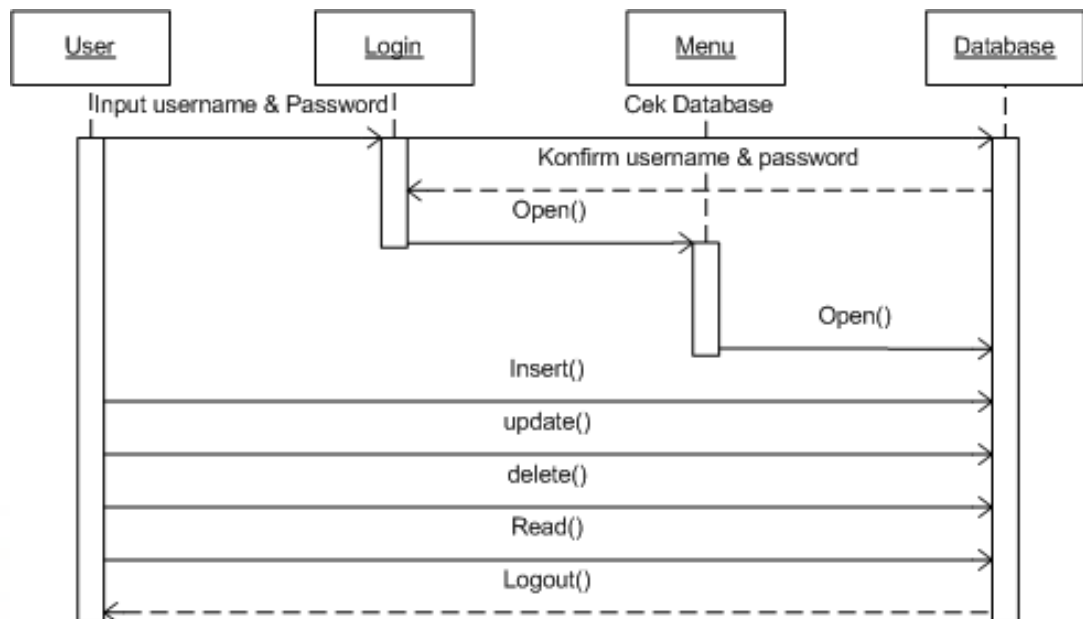 User
Login
Menu
Database
Input username & Password
Cek Database
Konfirm username & password
Open()
Open()
Insert()
update()
delete()
Read()
Logout()